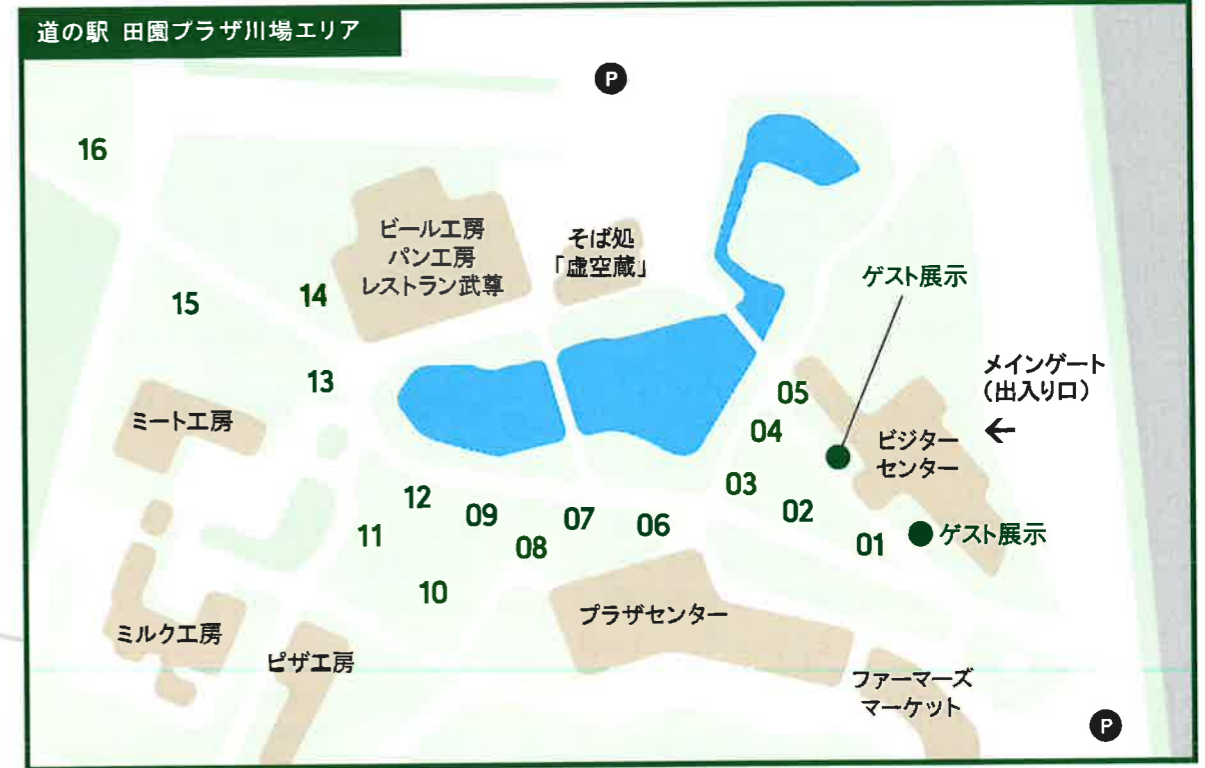 道の駅 田園プラザ川場エリア
P
16
ビール工房
パン工房
レストラン武尊
そば処
「虚空蔵」
ゲスト展示
15
14
13
メインゲート
（出入り口）
←
05
04
ビジター
センター
ミート工房
03
02
01
ゲスト展示
12
09
07
06
11
08
10
プラザセンター
ミルク工房
ピザ工房
ファーマーズ
マーケット
P